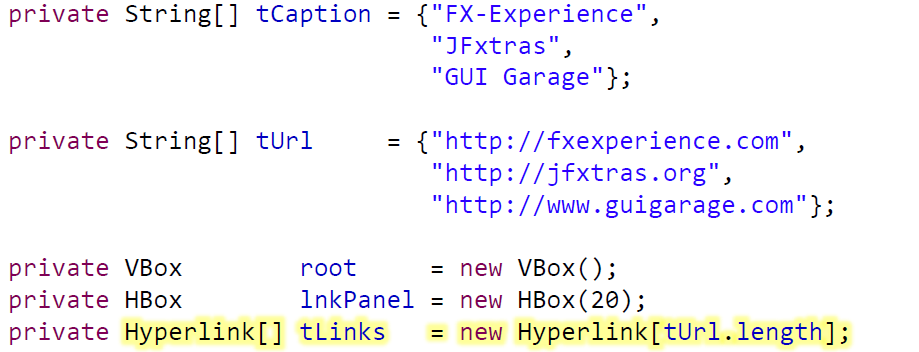 private String[] tCaption = {"FX-Experience",
"JFxtras",
"GUI Garage"};
private String[] tUrl = {"http://fxexperience.com",
"http://jfxtras.org",
"http://www.guigarage.com"};
private VBox root = new VBox();
private HBox lnkPanel = new HBox(20);
private Hyperlink[] tLinks = new Hyperlink[tUrl.length];